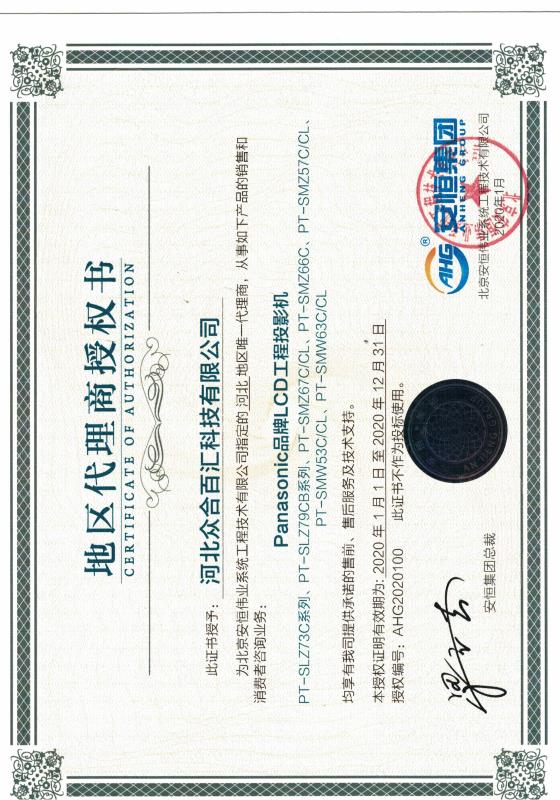 地区代理商授权书
CERTIFICATE OF AUTHORIZATION
此证书授予：河北众合百汇科技有限公司
为北京安恒伟业系统工程技术有限公司指定的 河北 地区唯一代理商，从事如下产品的销售和
消费者咨询业务：
Panasonic品牌LCD工程投影机
PT-SLZ73C系列、PT-SLZ79CB系列、PT-SMZ67C/CL、PT-SMZ66C、PT-SMZ57C/CL、
PT-SMW53C/CL、PT-SMW63C/CL
均享有我司提供承诺的售前、售后服务及技术支持。
本授权证明有效期为：2020 年 1 月 1 日 至 2020 年 12 月 31 日
授权编号：AHG2020100 此证书不作为投标使用。
AHG®安恒集团
ANHENG GROUP
北京安恒伟业系统工程技术有限公司
2020年1月
安恒集团总裁